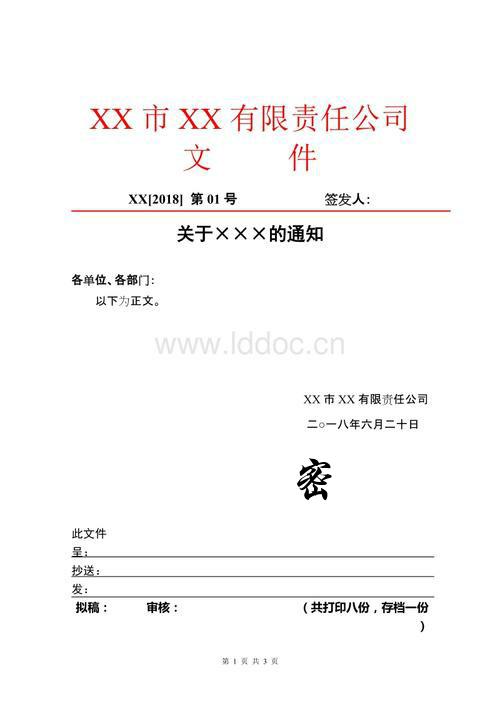 XX 市 XX 有限责任公司
文 件
XX[2018] 第 01 号 签发人：
关于×××的通知
各单位、各部门：
以下为正文。
www.lddoc.cn
XX 市 XX 有限责任公司
二○一八年六月二十日
密
此文件
呈：
抄送：
发：
拟稿： 审核： （共打印八份，存档一份
）
第 1 页 共 3 页